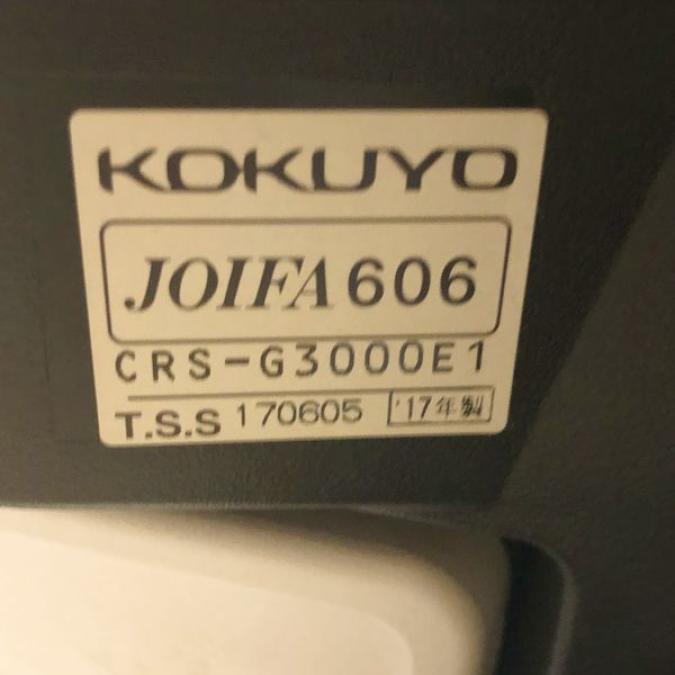 KOKUYO
JOIFA606
CRS-G3000E1
T.S.S 170605 '17年製